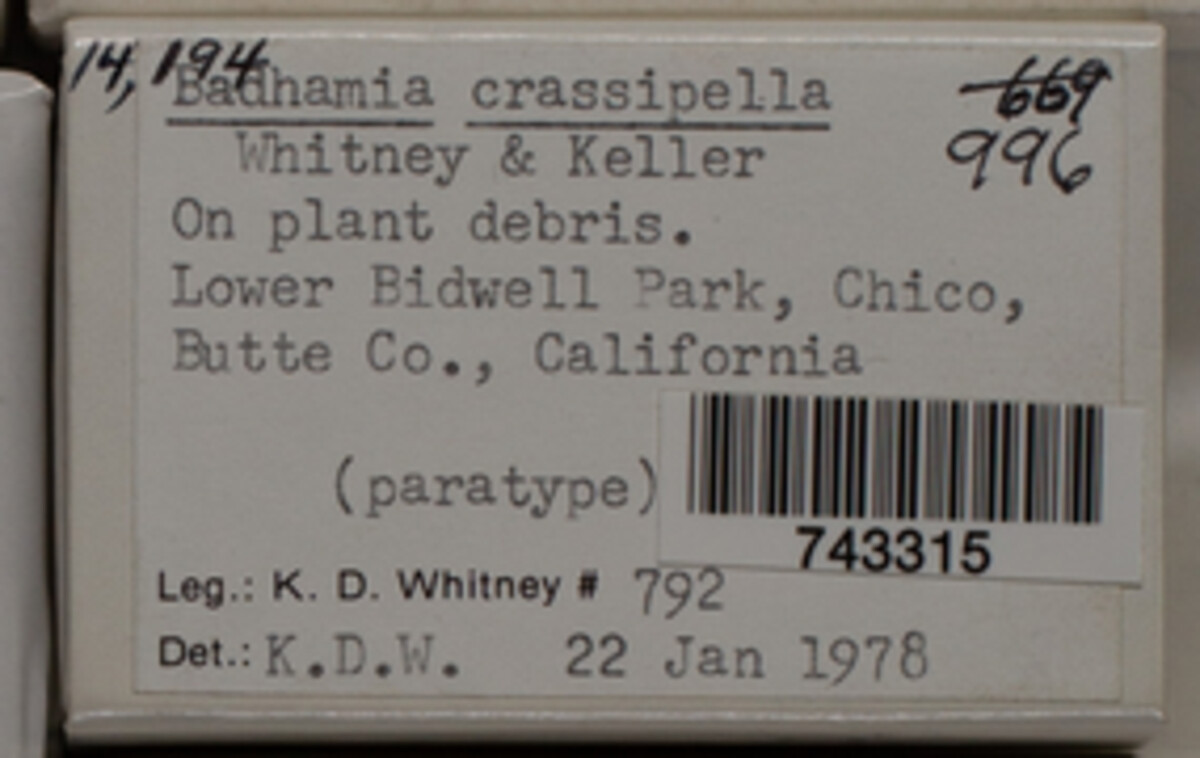 14,194
669
996
Badhamia crassipella
Whitney & Keller
On plant debris.
Lower Bidwell Park, Chico,
Butte Co., California
(paratype)
743315
Leg.: K. D. Whitney # 792
Det.: K.D.W. 22 Jan 1978